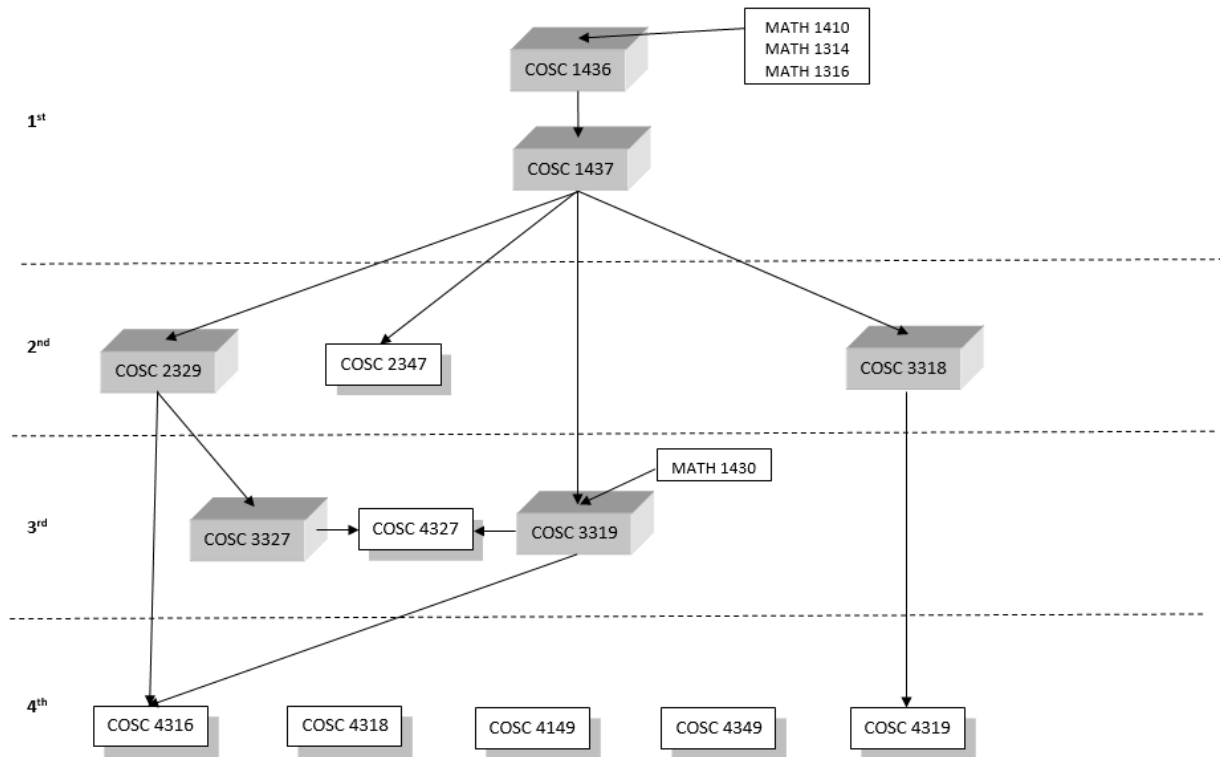 MATH 1410
MATH 1314
MATH 1316
COSC 1436
1st
COSC 1437
2nd
COSC 2329
COSC 2347
COSC 3318
MATH 1430
3rd
COSC 3327
COSC 4327
COSC 3319
4th
COSC 4316
COSC 4318
COSC 4149
COSC 4349
COSC 4319